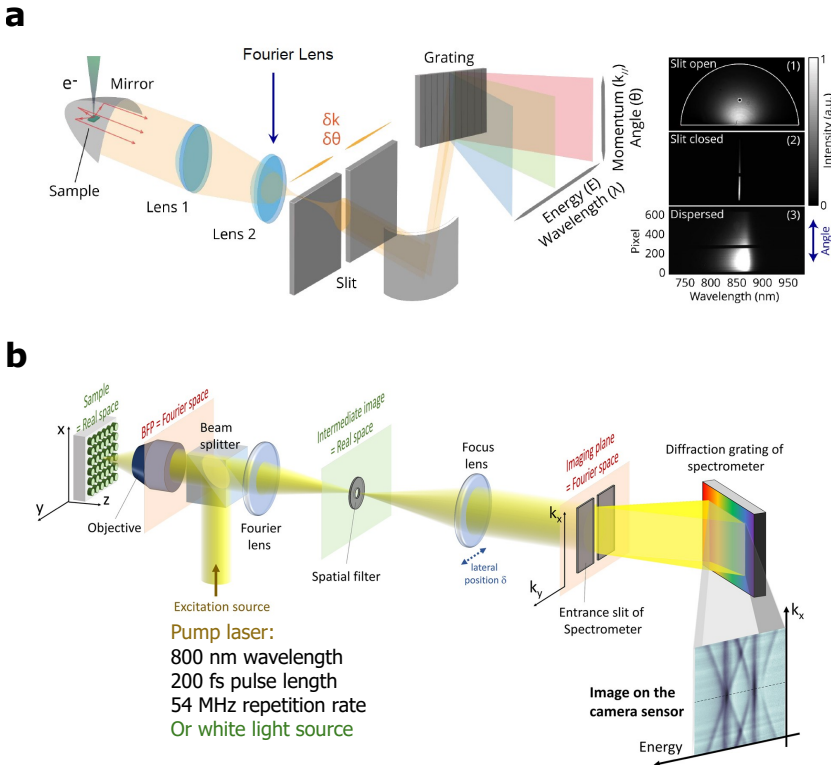 a
Fourier Lens
e-
Mirror
Sample
Lens 1
Lens 2
δk
δθ
Slit
Grating
Momentum (k//)
Angle (θ)
Energy (E)
Wavelength (λ)
Slit open
(1)
Slit closed
(2)
Dispersed
(3)
Pixel
600
400
200
0
750
800
850
900
950
Wavelength (nm)
1
Intensity (a.u.)
0
Angle
b
Sample
= Real space
x
y
z
BFP = Fourier space
Objective
Beam
splitter
Fourier
lens
Excitation source
Pump laser:
800 nm wavelength
200 fs pulse length
54 MHz repetition rate
Or white light source
Intermediate image
= Real space
Spatial filter
Focus
lens
lateral
position δ
Imaging plane
= Fourier space
kx
ky
Entrance slit of
Spectrometer
Diffraction grating of
spectrometer
kx
Image on the
camera sensor
Energy